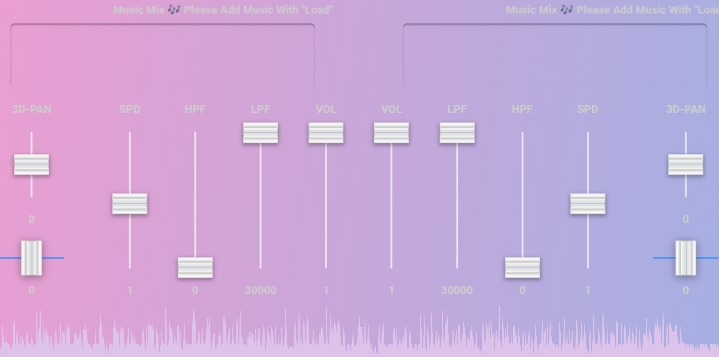 Music Mix 🎶 Please Add Music With "Load"
Music Mix 🎶 Please Add Music With "Loa
3D-PAN SPD HPF LPF VOL VOL LPF HPF SPD 3D-PAN
0 0
0 1 0 30000 1 1 30000 0 1 0